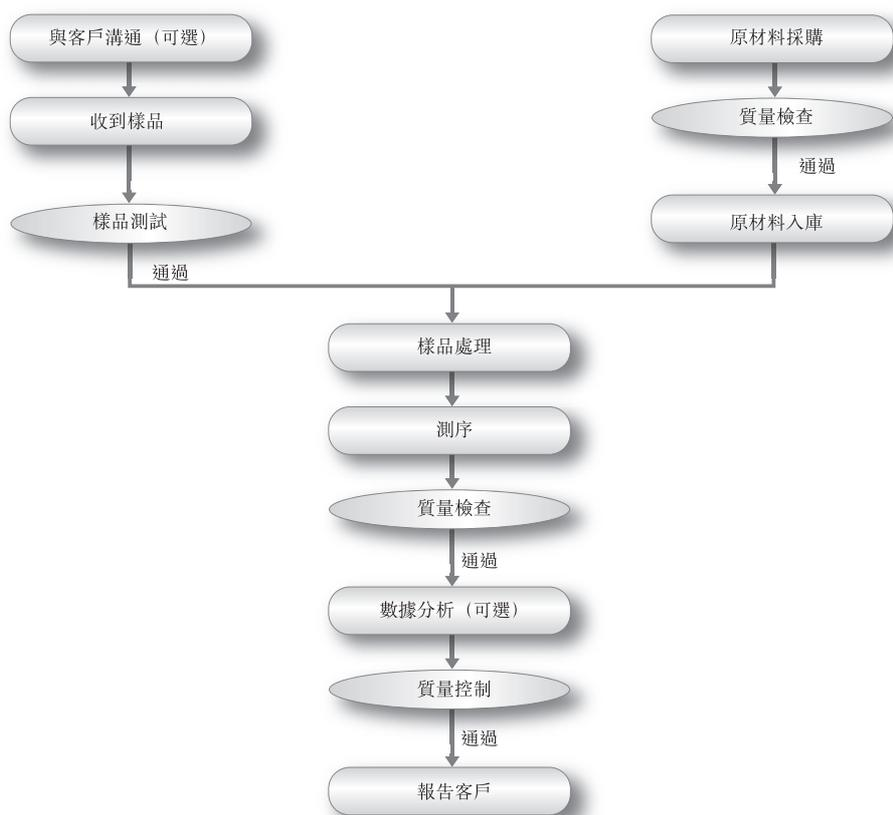 與客戶溝通（可選）
收到樣品
樣品測試
通過
原材料採購
質量檢查
通過
原材料入庫
樣品處理
測序
質量檢查
通過
數據分析（可選）
質量控制
通過
報告客戶